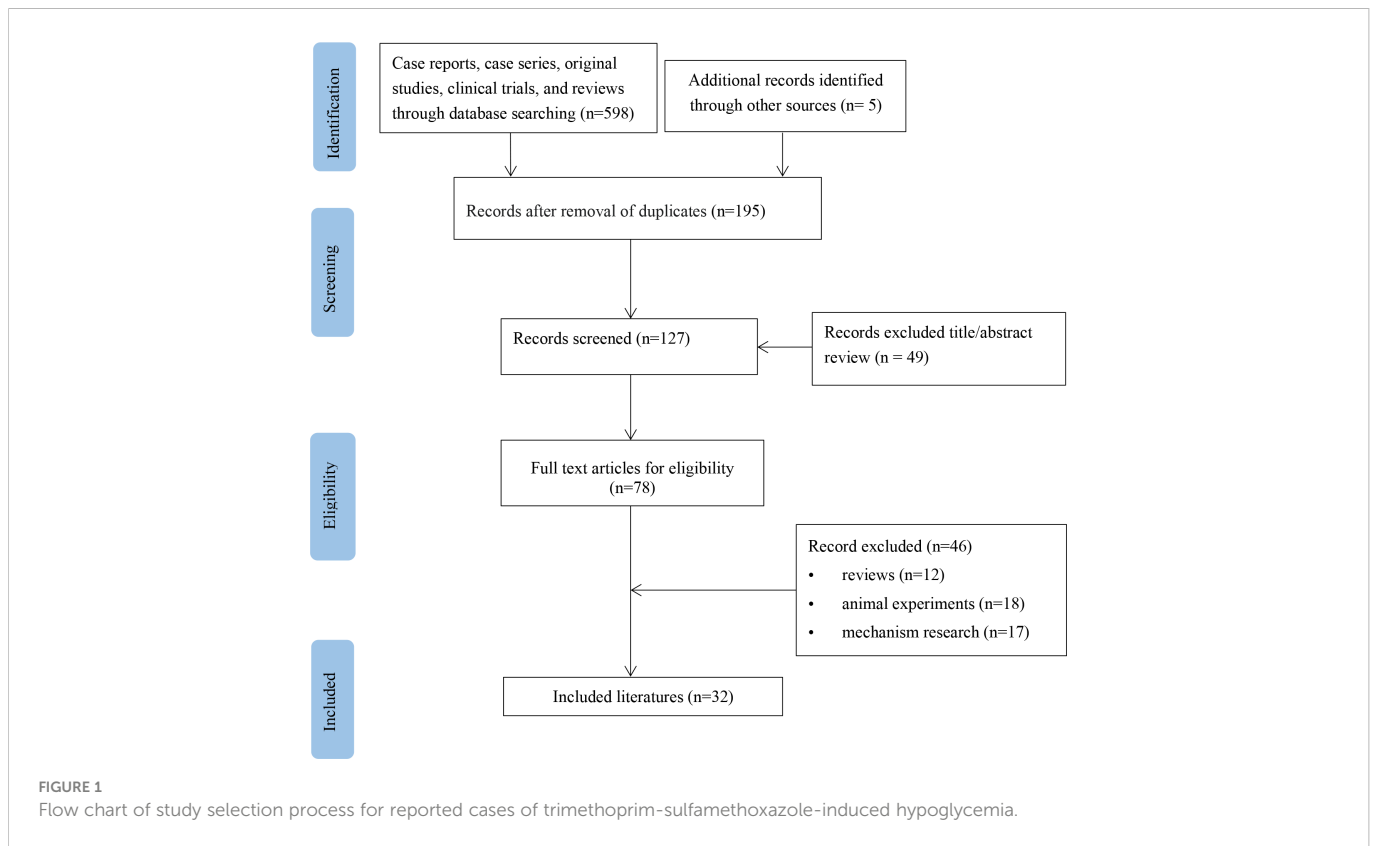 Identification
Case reports, case series, original
studies, clinical trials, and reviews
through database searching (n=598)
Additional records identified
through other sources (n= 5)
Records after removal of duplicates (n=195)
Screening
Records screened (n=127)
Records excluded title/abstract
review (n = 49)
Eligibility
Full text articles for eligibility
(n=78)
Record excluded (n=46)
• reviews (n=12)
• animal experiments (n=18)
• mechanism research (n=17)
Included
Included literatures (n=32)
FIGURE 1
Flow chart of study selection process for reported cases of trimethoprim-sulfamethoxazole-induced hypoglycemia.